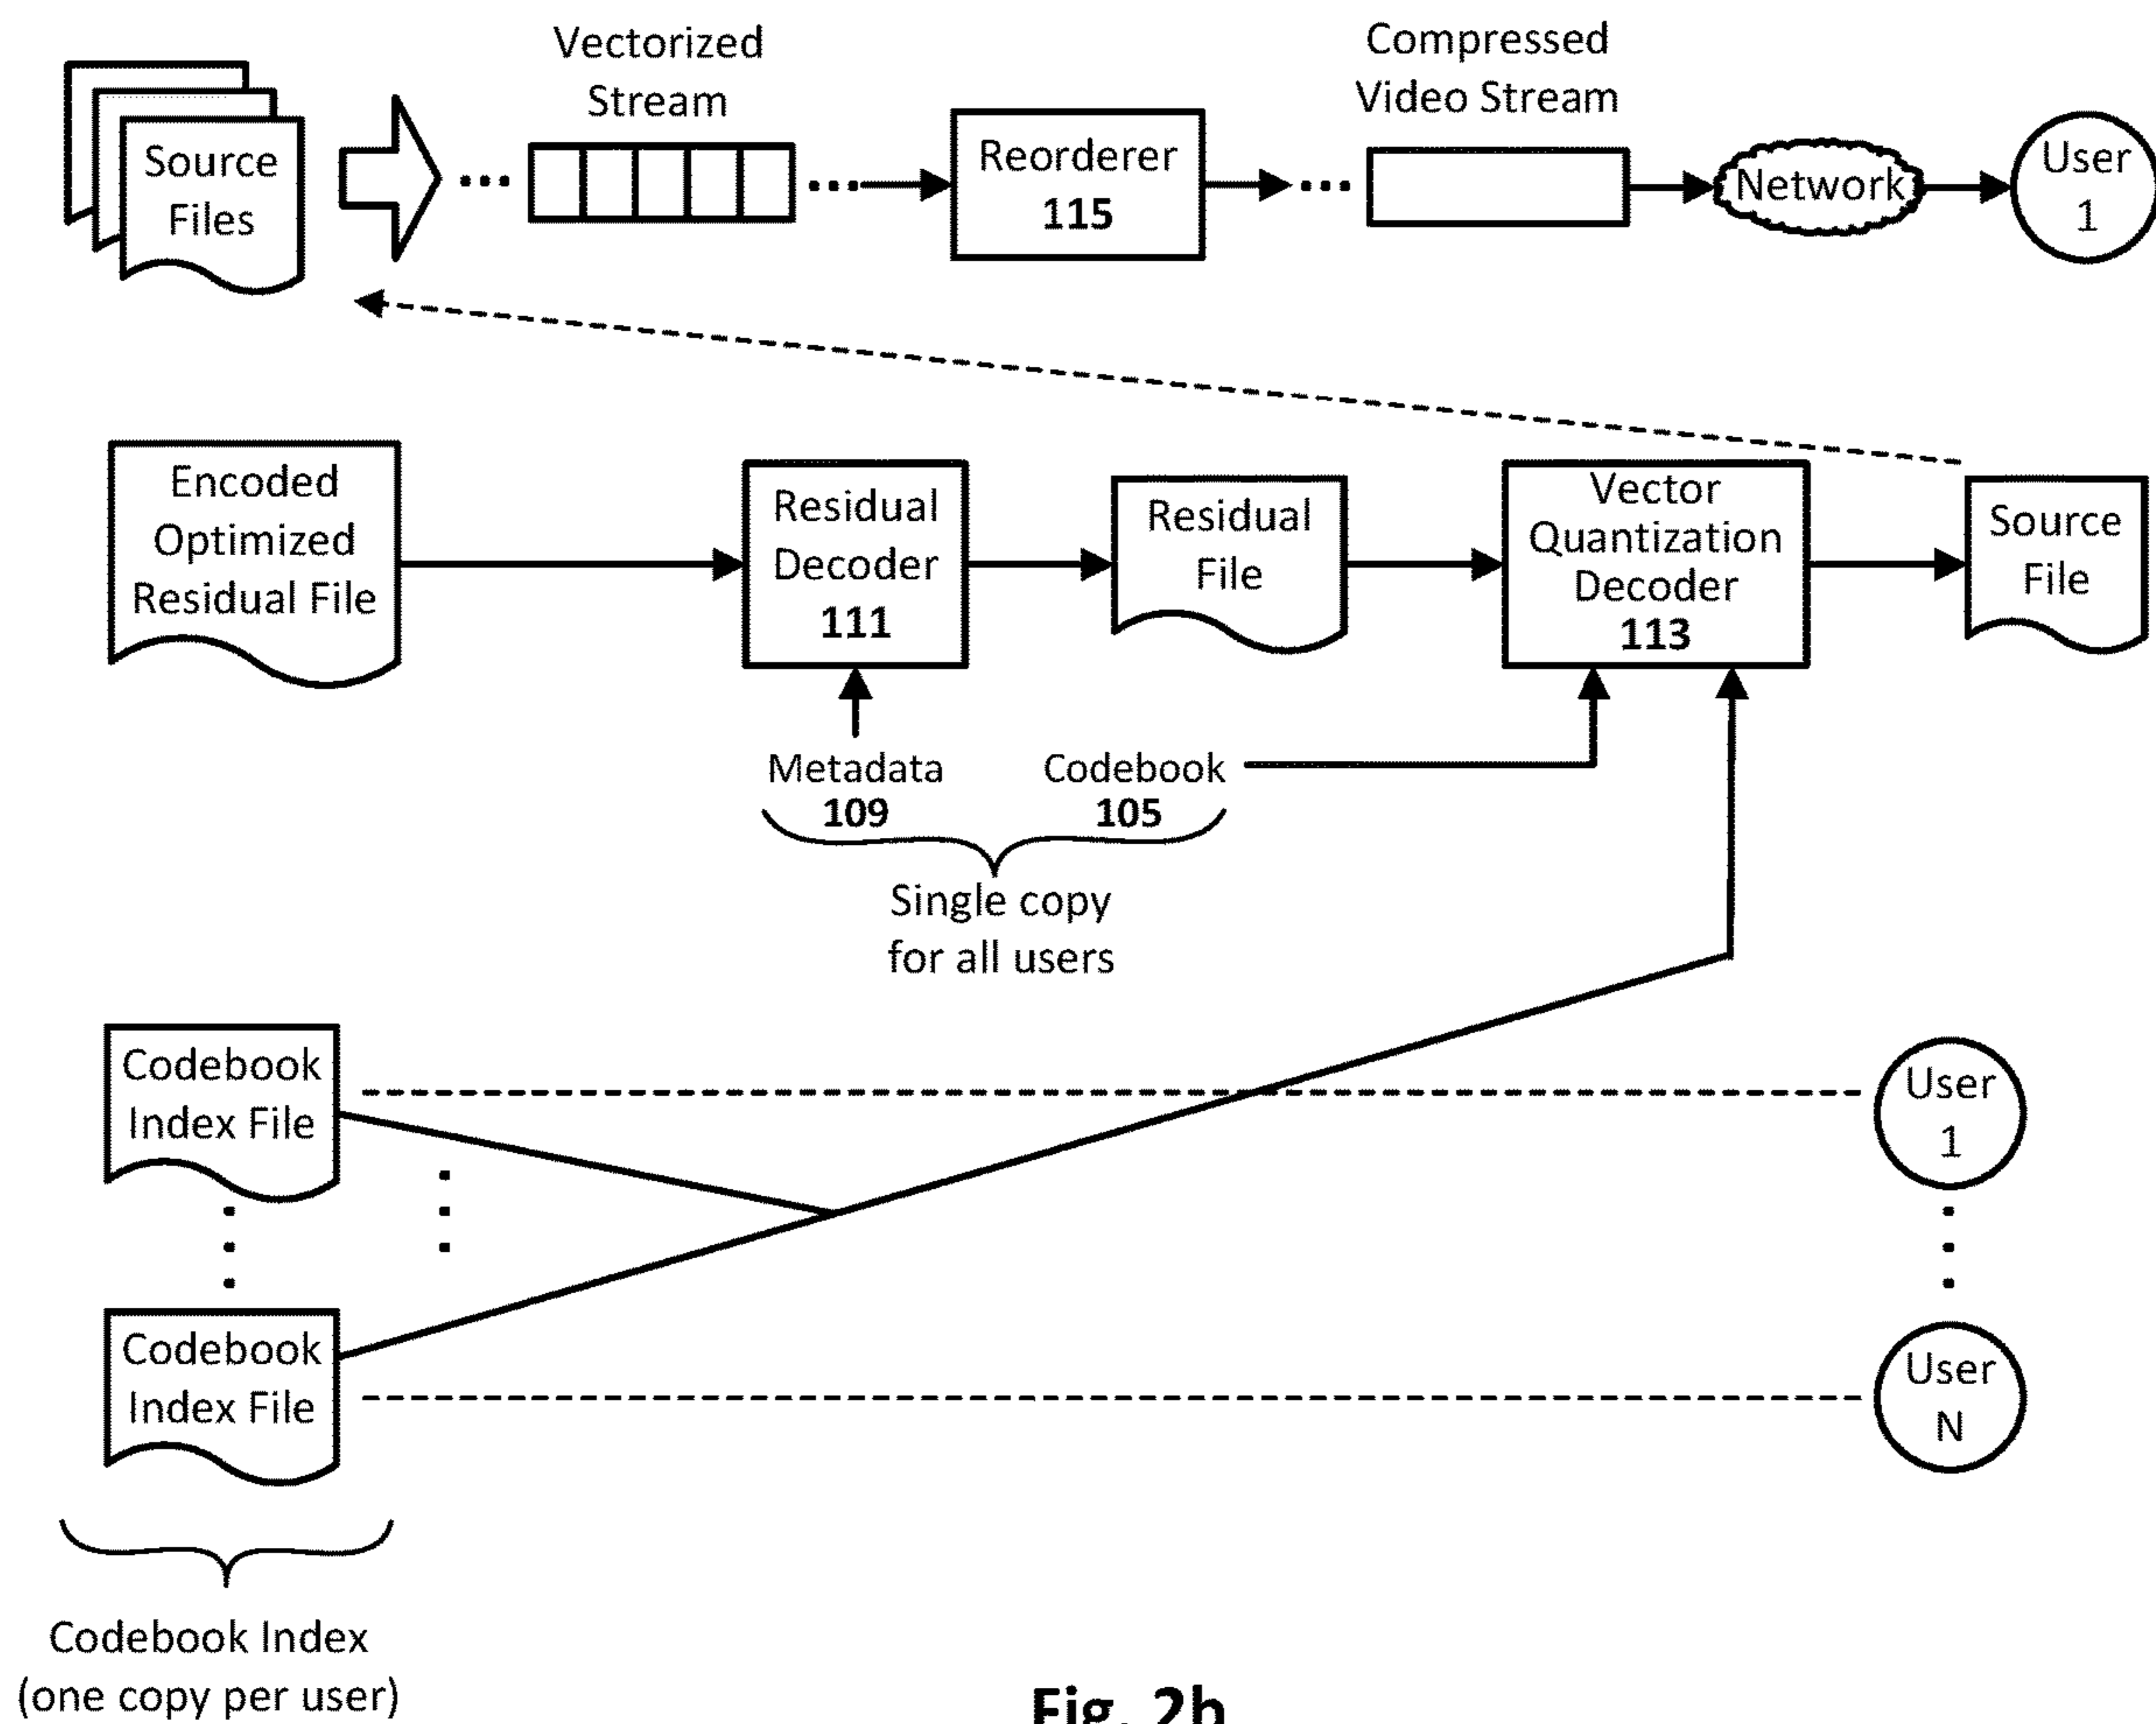 Vectorized
Stream
Compressed
Video Stream
Source
Files
Reorderer
115
Network
User
1
Encoded
Optimized
Residual File
Residual
Decoder
111
Residual
File
Vector
Quantization
Decoder
113
Source
File
Metadata
109
Codebook
105
Single copy
for all users
Codebook
Index File
User
1
Codebook
Index File
User
N
Codebook Index
(one copy per user)
Fig. 2b